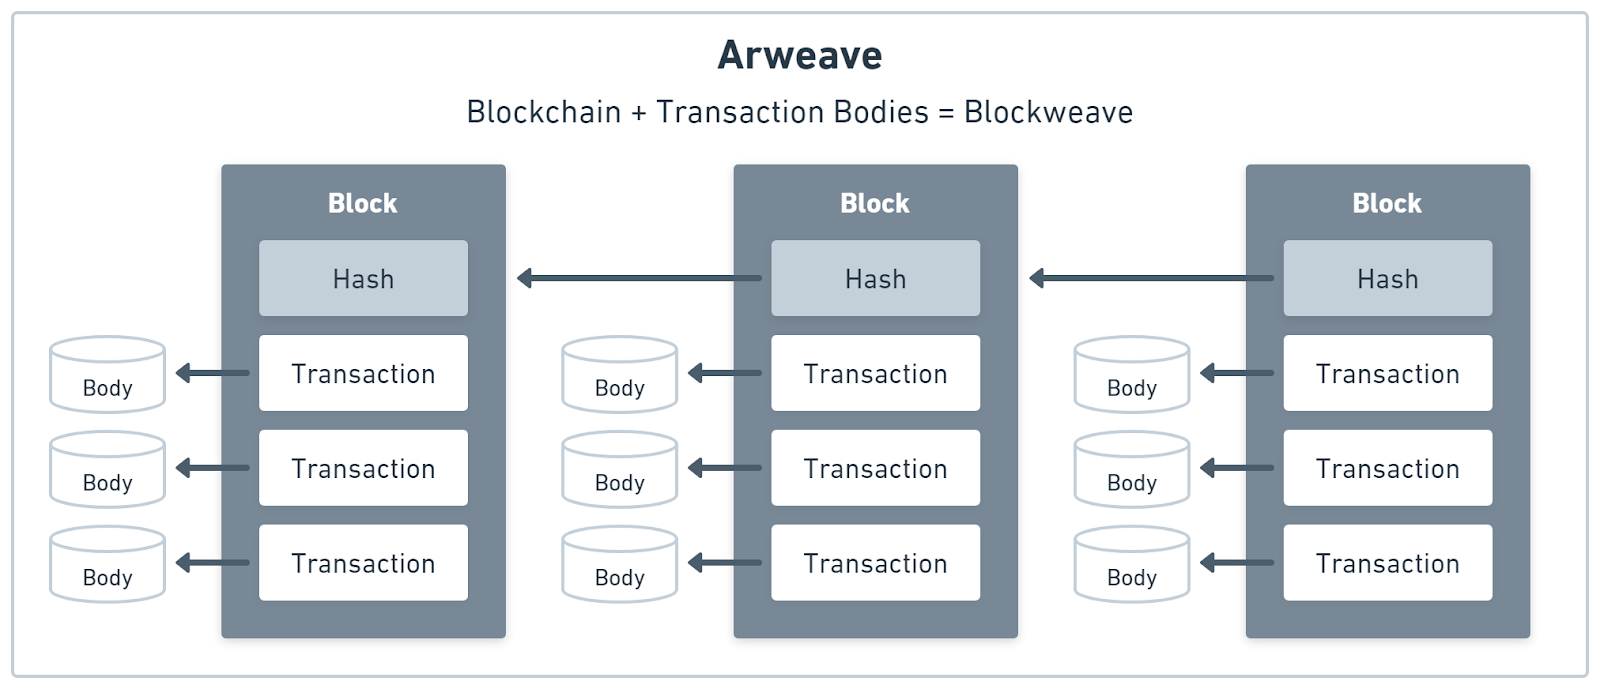 Arweave
Blockchain + Transaction Bodies = Blockweave
Block
Hash
Transaction
Transaction
Transaction
Body
Body
Body
Block
Hash
Transaction
Transaction
Transaction
Body
Body
Body
Block
Hash
Transaction
Transaction
Transaction
Body
Body
Body